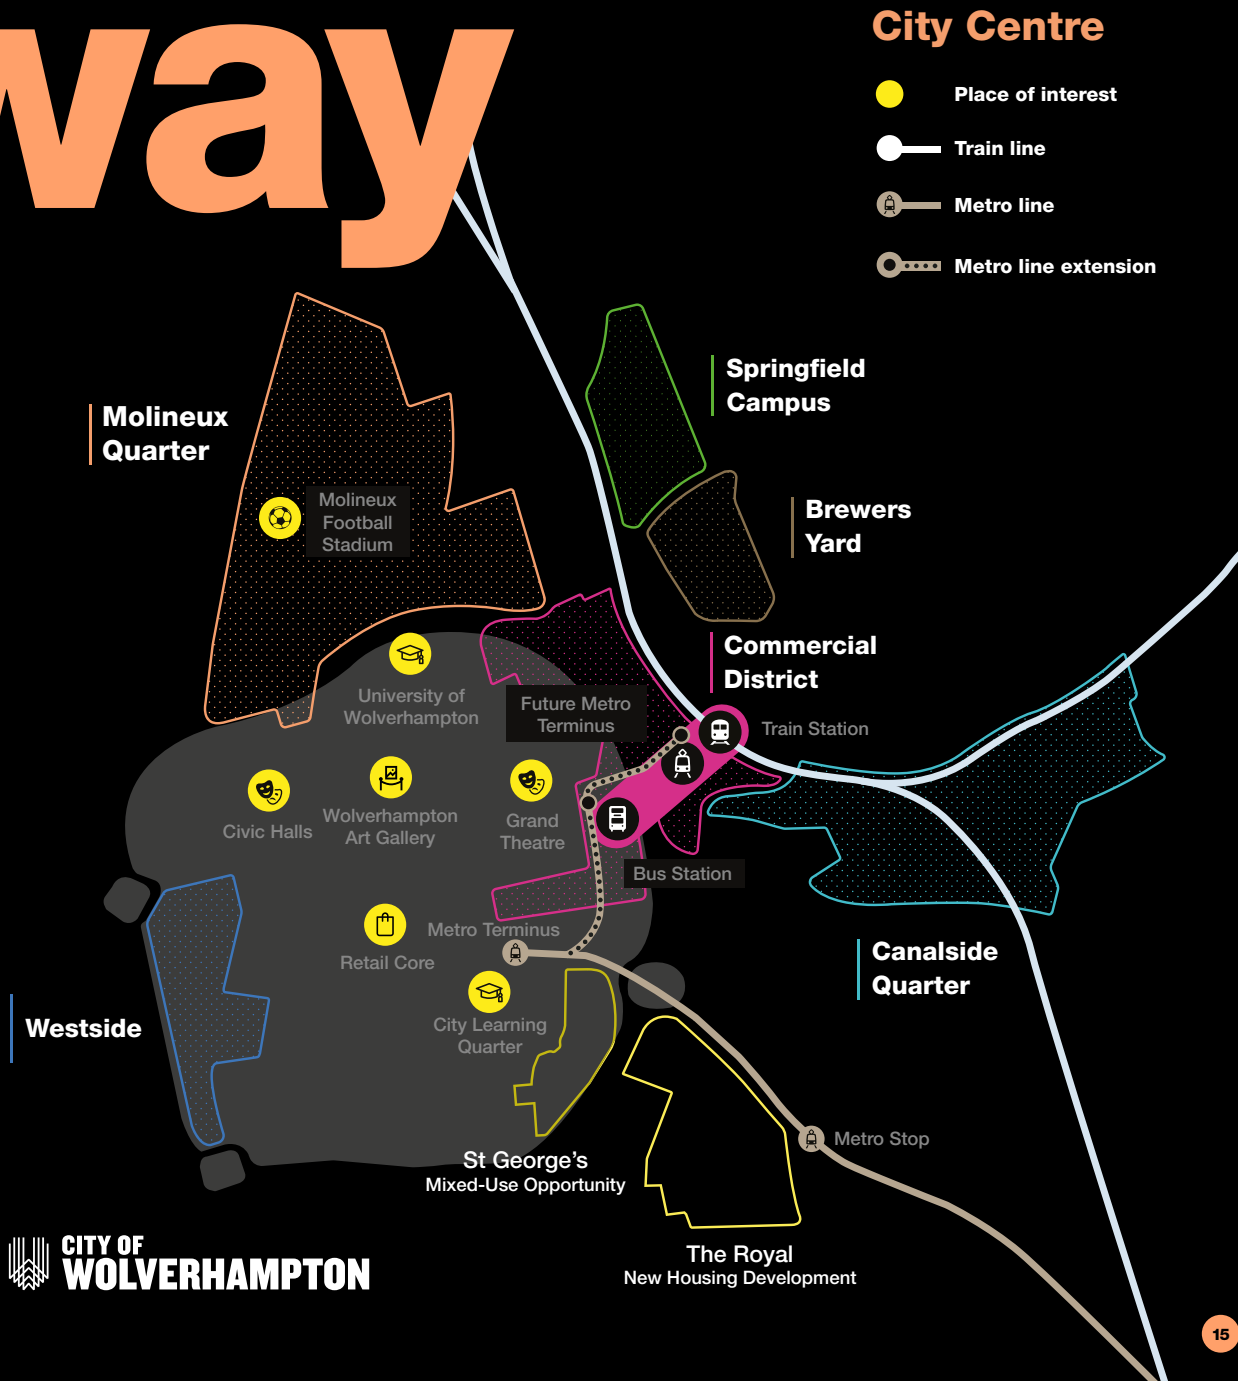 way
City Centre
Place of interest
Train line
Metro line
Metro line extension
Springfield
Campus
Molineux
Quarter
Molineux
Football
Stadium
Brewers
Yard
Commercial
District
University of
Wolverhampton
Future Metro
Terminus
Train Station
Civic Halls
Wolverhampton
Art Gallery
Grand
Theatre
Bus Station
Metro Terminus
Retail Core
Canalside
Quarter
Westside
City Learning
Quarter
Metro Stop
St George's
Mixed-Use Opportunity
The Royal
New Housing Development
CITY OF
WOLVERHAMPTON
15